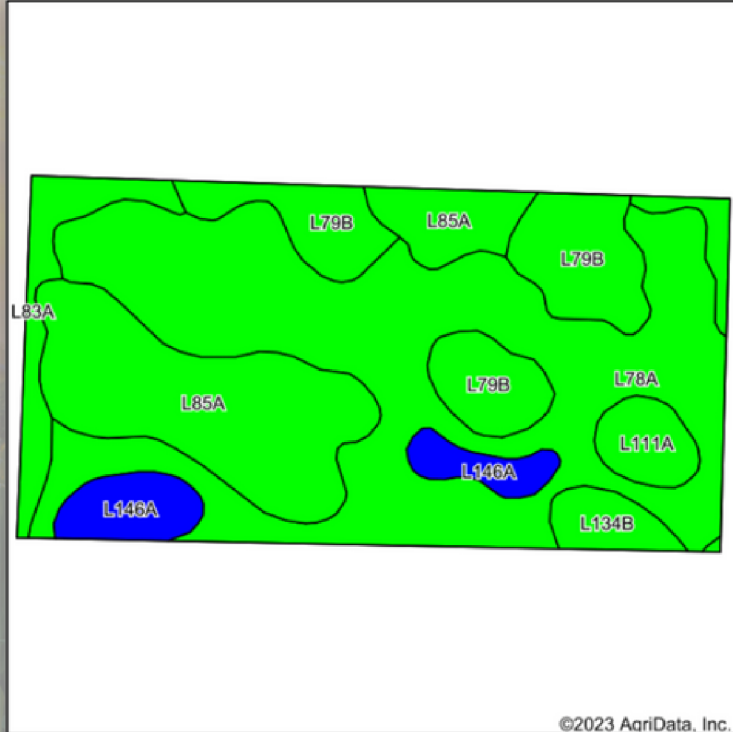 L79B
L85A
L79B
L83A
L79B
L78A
L85A
L111A
L146A
L146A
L134B
©2023 AgriData, Inc.